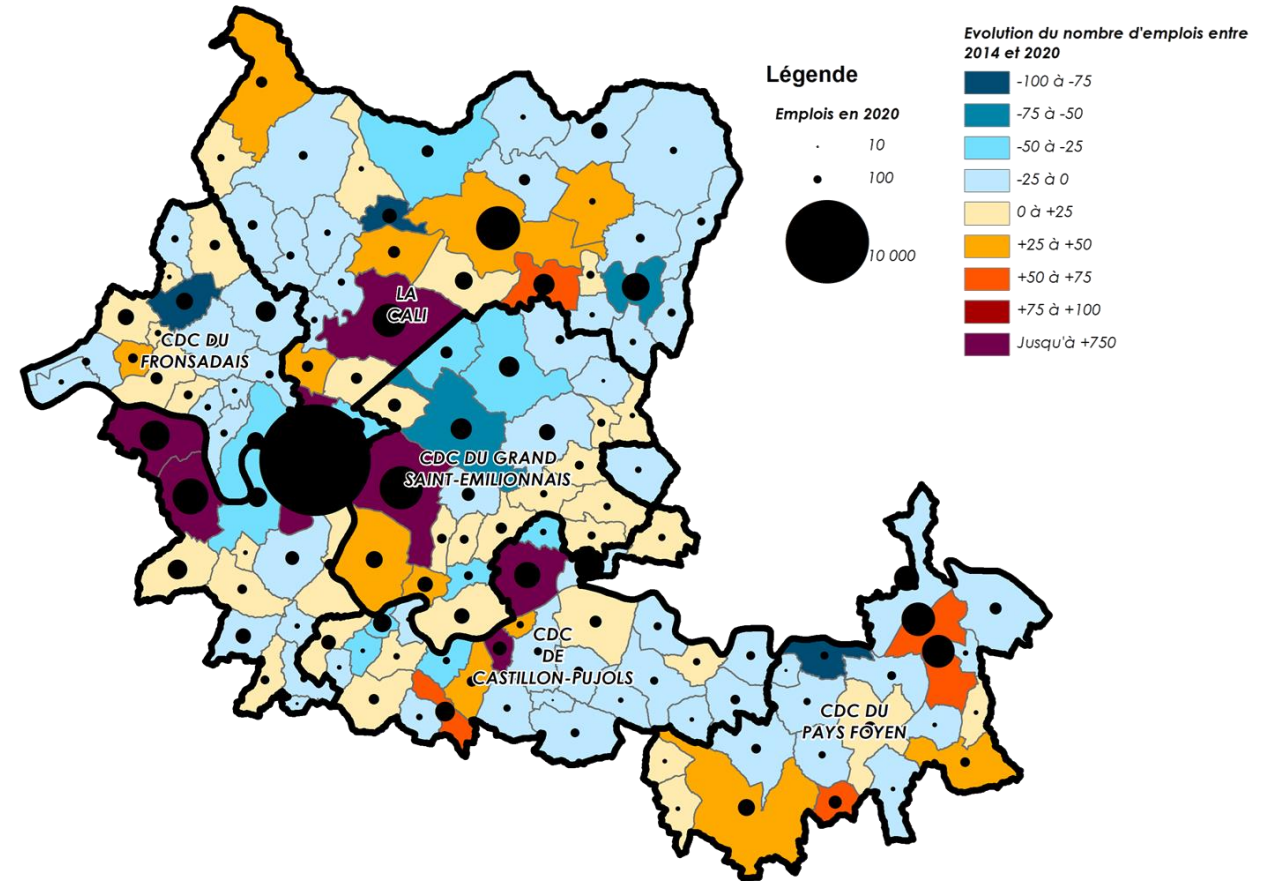 Evolution du nombre d'emplois entre
2014 et 2020
Légende
Emplois en 2020
10
100
10 000
-100 à -75
-75 à -50
-50 à -25
-25 à 0
0 à +25
+25 à +50
+50 à +75
+75 à +100
Jusqu'à +750
LA
CALI
CDC DU
FRONSADAIS
CDC DU GRAND
SAINT-EMILIONNAIS
CDC
DE
CASTILLON-PUJOLS
CDC DU
PAYS FOYEN